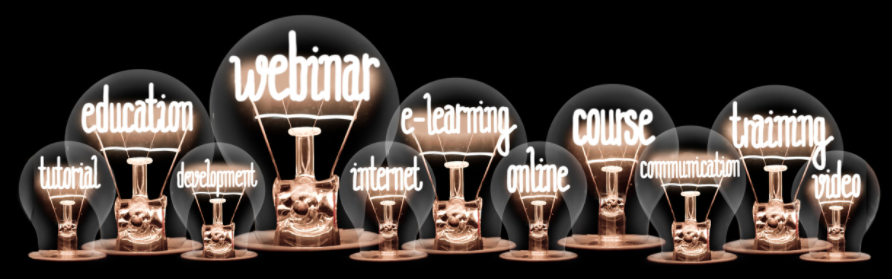 tutorial
education
development
webinar
internet
e-learning
online
course
communication
training
video